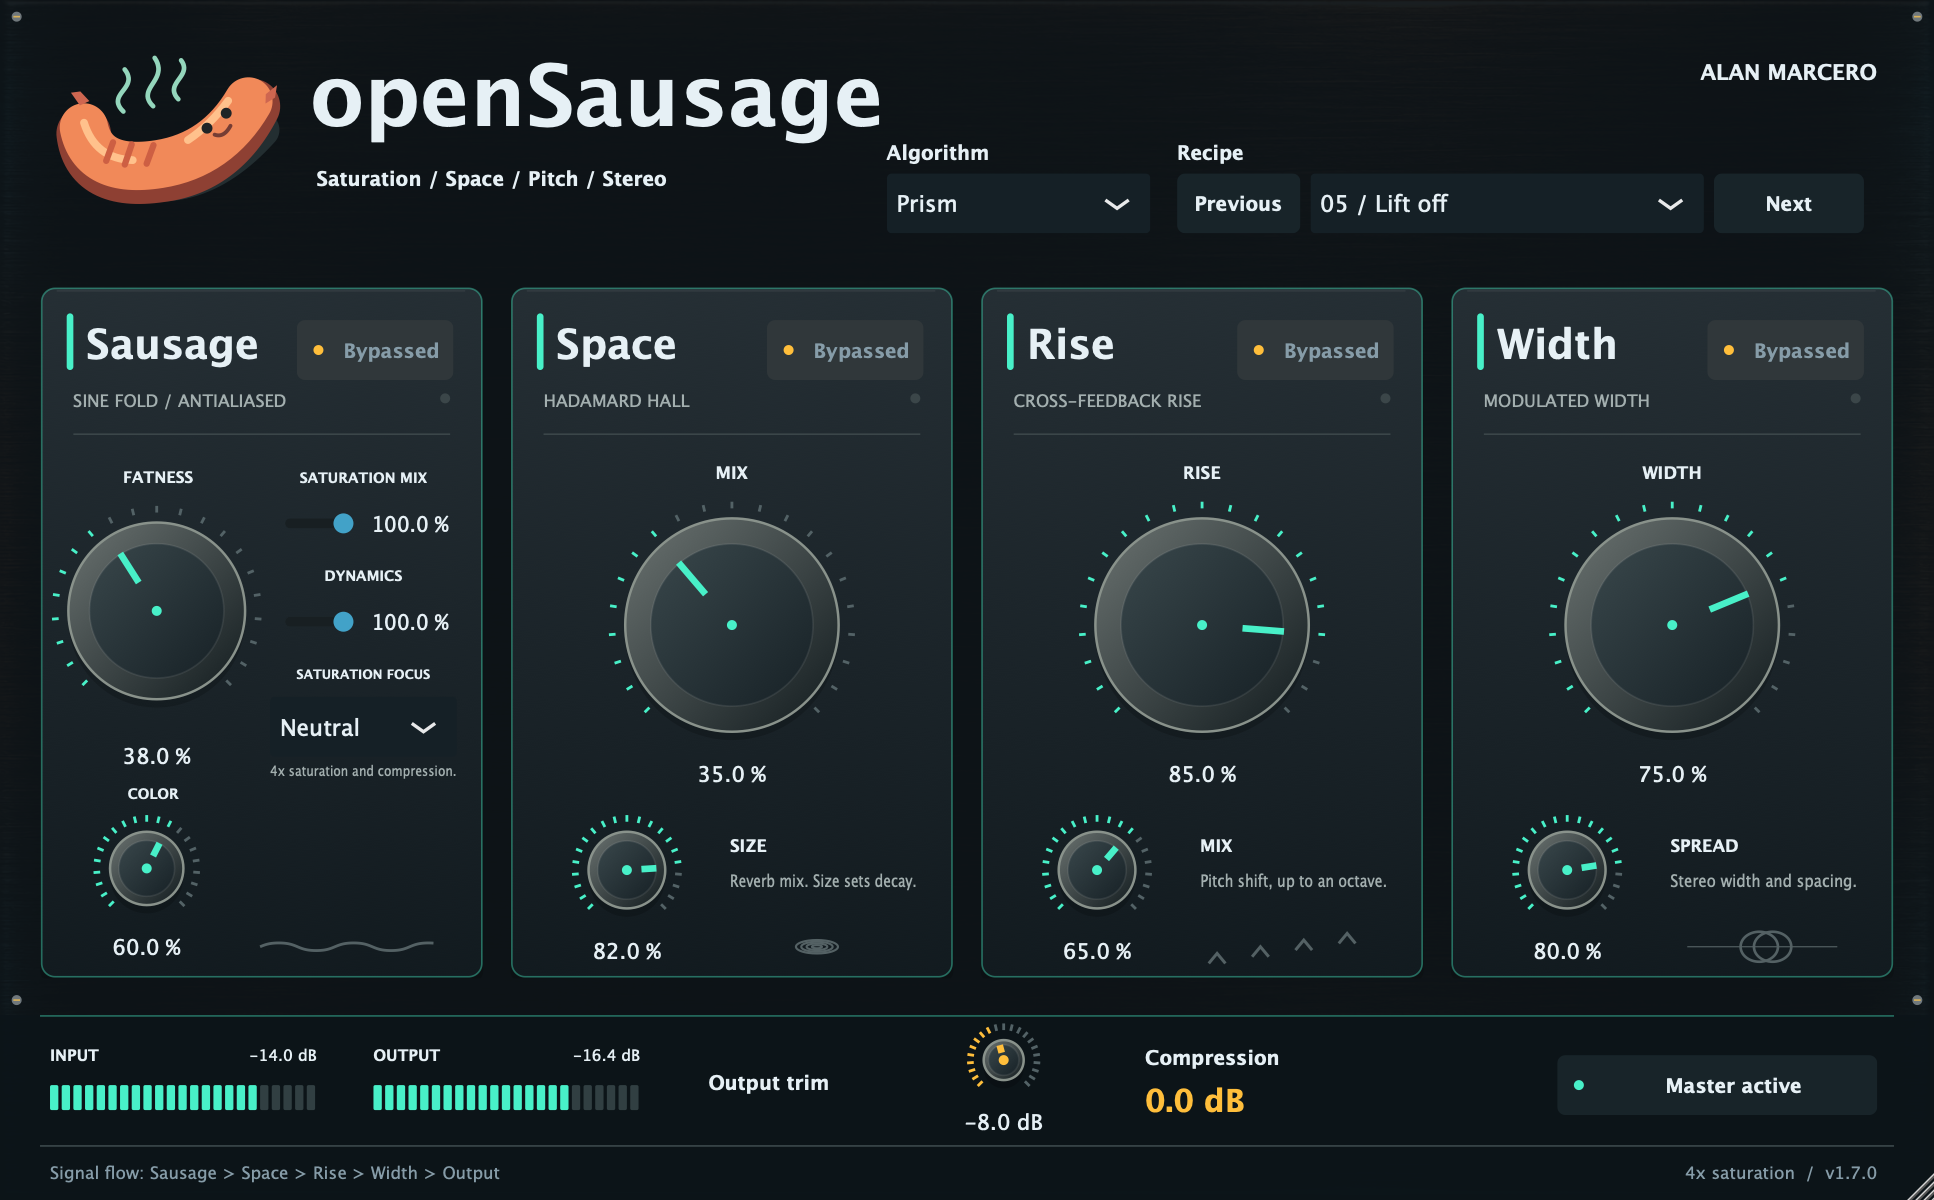 openSausage
Saturation / Space / Pitch / Stereo
ALAN MARCERO
Algorithm
Prism
Recipe
Previous
05 / Lift off
Next
Sausage
Bypassed
SINE FOLD / ANTIALIASED
FATNESS
38.0 %
SATURATION MIX
100.0 %
DYNAMICS
100.0 %
SATURATION FOCUS
Neutral
4x saturation and compression.
COLOR
60.0 %
Space
Bypassed
HADAMARD HALL
MIX
35.0 %
SIZE
Reverb mix. Size sets decay.
82.0 %
Rise
Bypassed
CROSS-FEEDBACK RISE
RISE
85.0 %
MIX
Pitch shift, up to an octave.
65.0 %
Width
Bypassed
MODULATED WIDTH
WIDTH
75.0 %
SPREAD
Stereo width and spacing.
80.0 %
INPUT
-14.0 dB
OUTPUT
-16.4 dB
Output trim
-8.0 dB
Compression
0.0 dB
Master active
Signal flow: Sausage > Space > Rise > Width > Output
4x saturation / v1.7.0